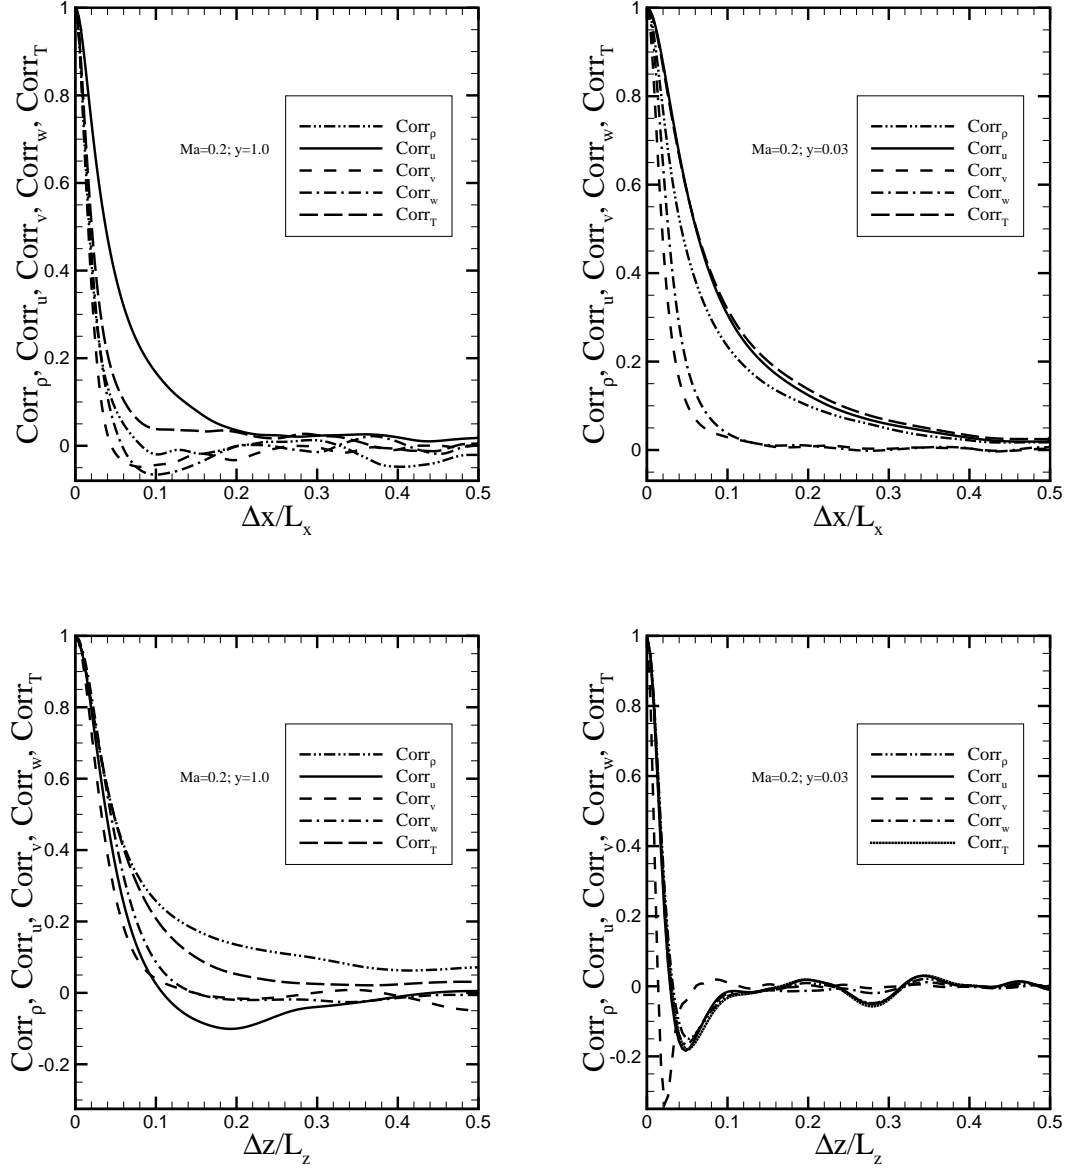 Corr_ρ, Corr_u, Corr_v, Corr_w, Corr_T
1
0.8
0.6
0.4
0.2
0
Ma=0.2; y=1.0
Corr_ρ
Corr_u
Corr_v
Corr_w
Corr_T
0 0.1 0.2 0.3 0.4 0.5
Δx/L_x
Corr_ρ, Corr_u, Corr_v, Corr_w, Corr_T
1
0.8
0.6
0.4
0.2
0
Ma=0.2; y=0.03
Corr_ρ
Corr_u
Corr_v
Corr_w
Corr_T
0 0.1 0.2 0.3 0.4 0.5
Δx/L_x
Corr_ρ, Corr_u, Corr_v, Corr_w, Corr_T
1
0.8
0.6
0.4
0.2
0
-0.2
Ma=0.2; y=1.0
Corr_ρ
Corr_u
Corr_v
Corr_w
Corr_T
0 0.1 0.2 0.3 0.4 0.5
Δz/L_z
Corr_ρ, Corr_u, Corr_v, Corr_w, Corr_T
1
0.8
0.6
0.4
0.2
0
-0.2
Ma=0.2; y=0.03
Corr_ρ
Corr_u
Corr_v
Corr_w
Corr_T
0 0.1 0.2 0.3 0.4 0.5
Δz/L_z